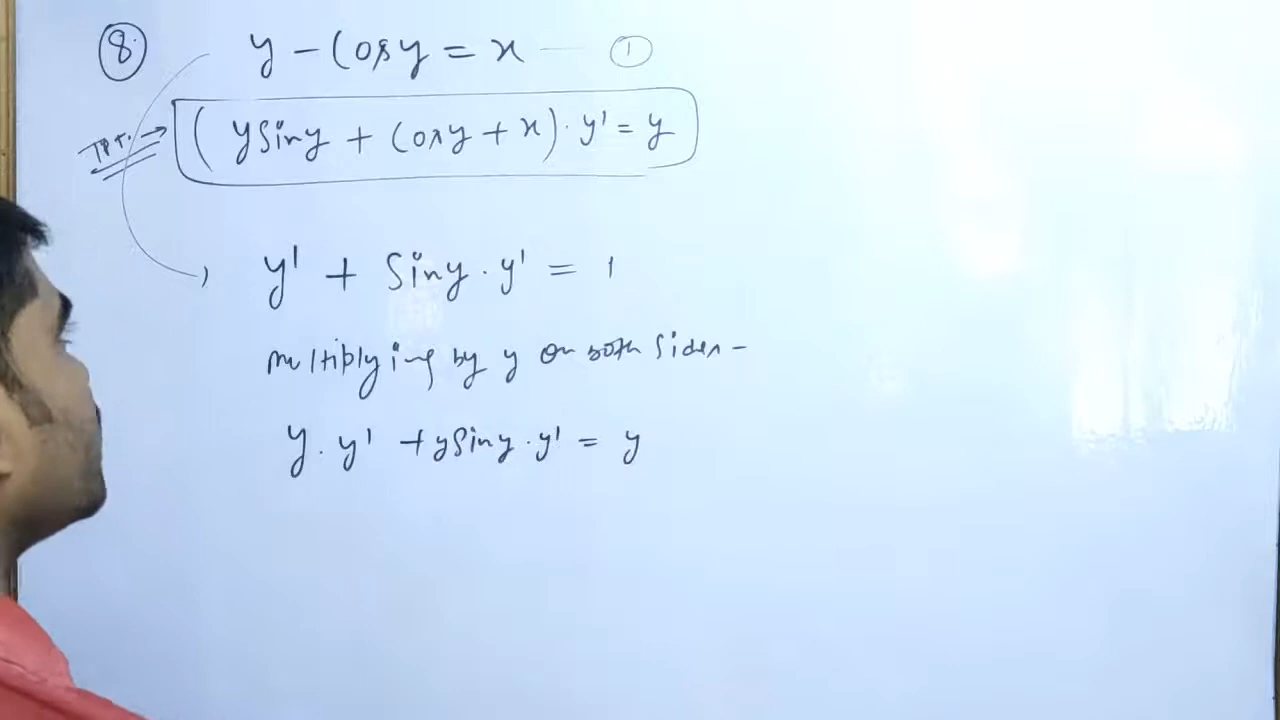 ⑧ y - Cosy = x — ①
TPT. → (ysiny + Cosy + x) · y' = y
y' + Siny · y' = 1
multiplying by y on both sides -
y · y' + ysiny · y' = y